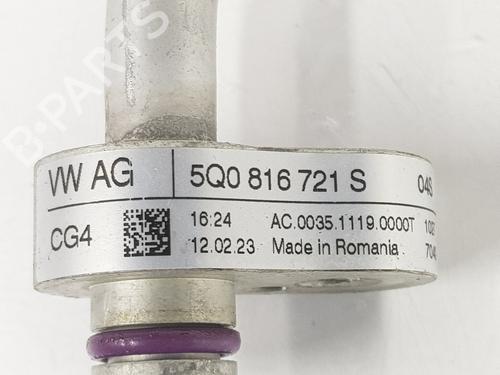 B-PARTS
VW AG 5Q0 816 721 S 04S
CG4 16:24 AC.0035.1119.0000T 102
12.02.23 Made in Romania